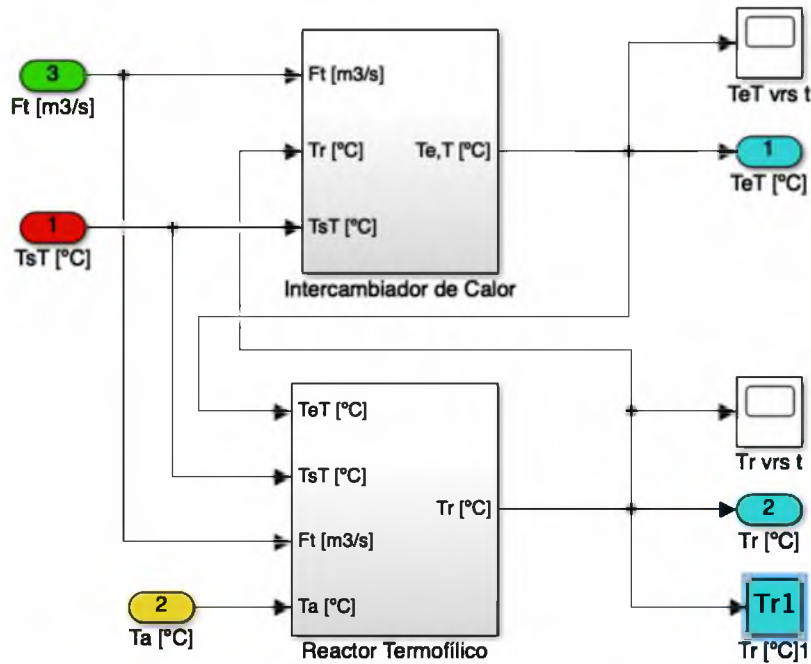 TeT vrs t
3
Ft [m3/s]
Ft [m3/s]
Tr [ºC]
Te,T [ºC]
1
TeT [ºC]
1
TsT [ºC]
TsT [ºC]
Intercambiador de Calor
TeT [ºC]
Tr vrs t
TsT [ºC]
Tr [ºC]
2
Tr [ºC]
Ft [m3/s]
2
Ta [ºC]
Ta [ºC]
Tr1
Tr [ºC]1
Reactor Termofílico